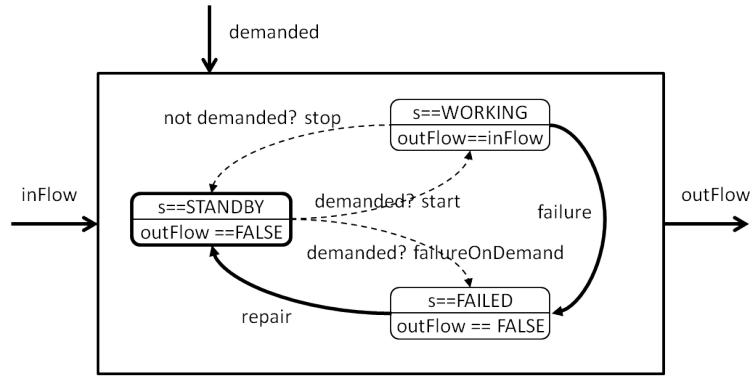 demanded
s==WORKING
not demanded? stop
outFlow==inFlow
inFlow
s==STANDBY
demanded? start
failure
outFlow
outFlow ==FALSE
demanded? failureOnDemand
s==FAILED
repair
outFlow == FALSE